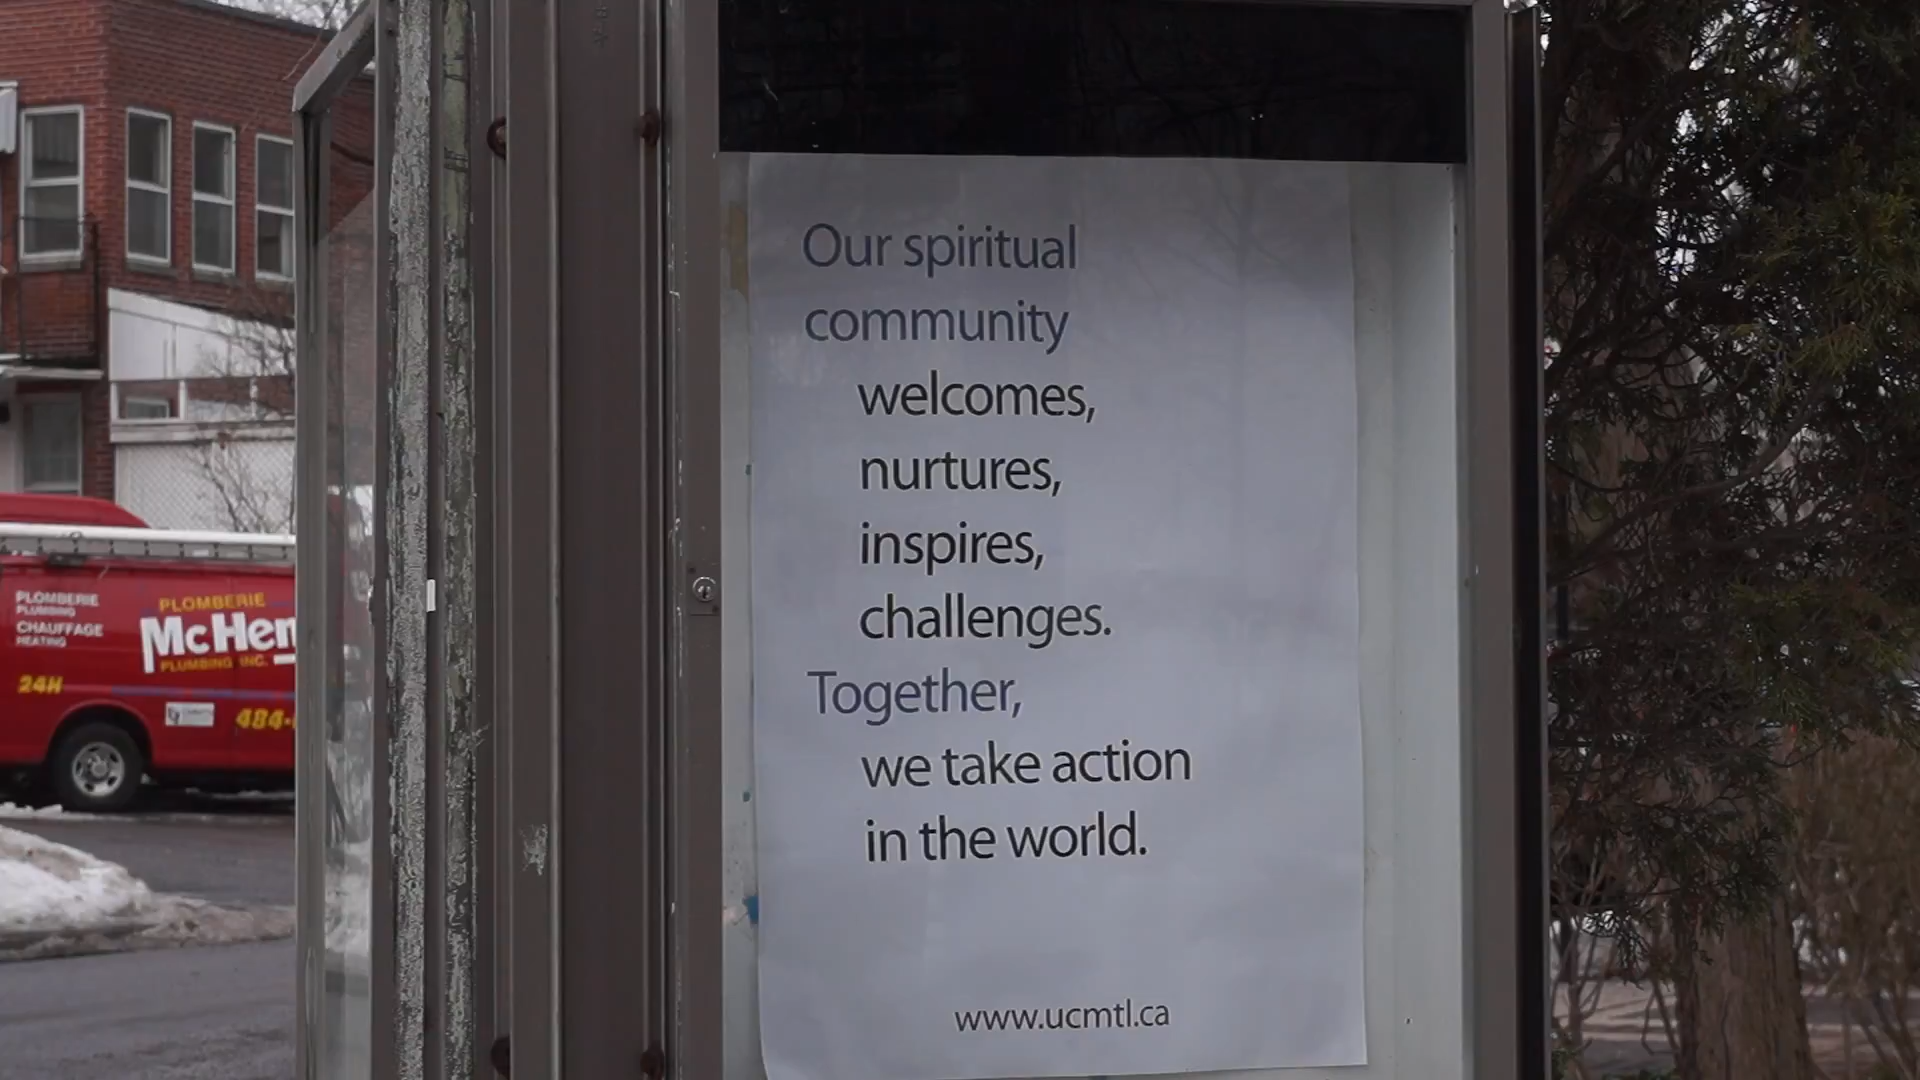 Our spiritual
community
welcomes,
nurtures,
inspires,
challenges.
Together,
we take action
in the world.
www.ucmtl.ca
PLOMBERIE
PLUMBING
CHAUFFAGE
HEATING
24H
PLOMBERIE
McHen
PLUMBING INC.
484-